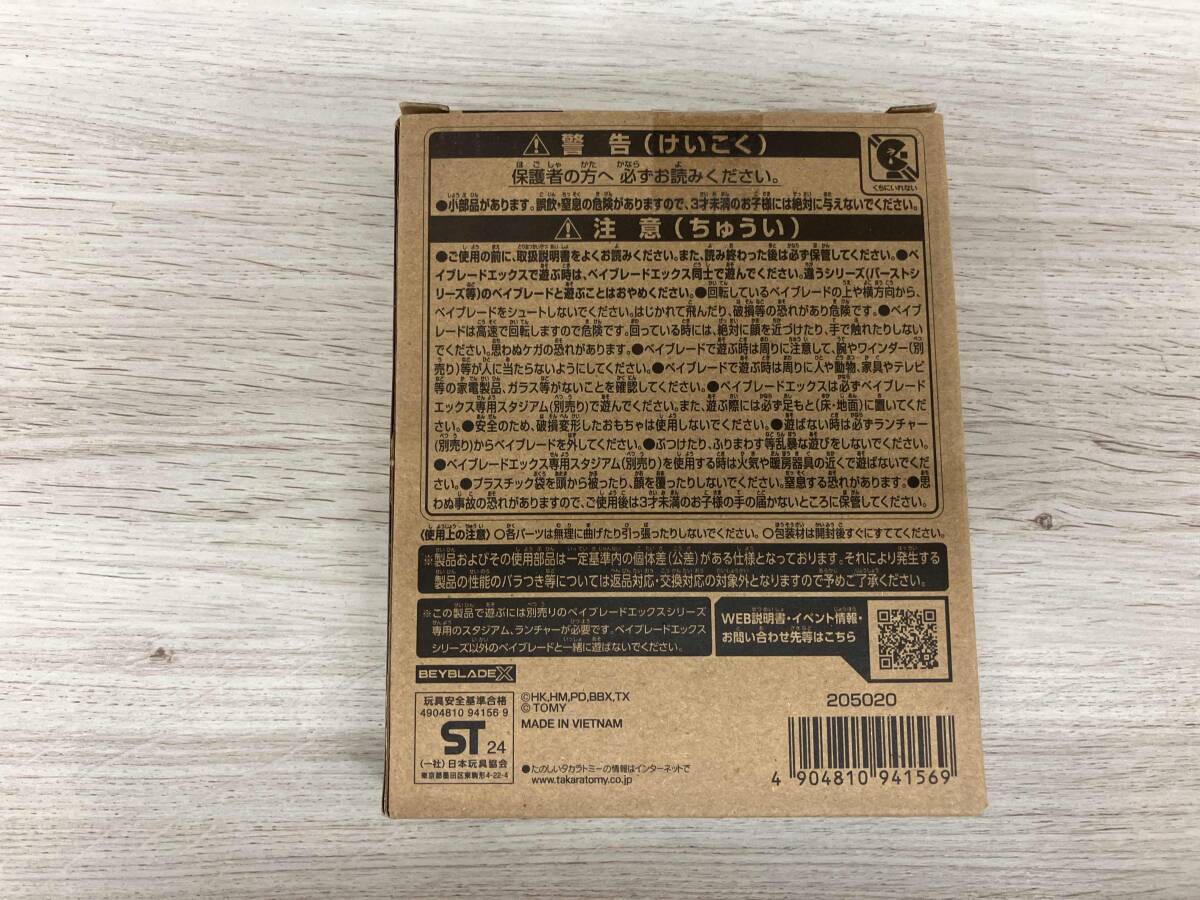 ⚠ 警告(けいこく)
保護者の方へ 必ずお読みください。
くちにいれない
●小部品があります。誤飲・窒息の危険がありますので、3才未満のお子様には絶対に与えないでください。
⚠ 注意(ちゅうい)
●ご使用の前に、取扱説明書をよくお読みください。また、読み終わった後は必ず保管してください。●ベ
イブレードエックスで遊ぶ時は、ベイブレードエックス同士で遊んでください。違うシリーズ(バーストシ
リーズ等)のベイブレードと遊ぶことはおやめください。●回転しているベイブレードの上や横方向から、
ベイブレードをシュートしないでください。はじかれて飛んだり、破損等の恐れがあり危険です。●ベイブ
レードは高速で回転しますので危険です。回っている時には、絶対に顔を近づけたり、手で触れたりしない
でください。思わぬケガの恐れがあります。●ベイブレードで遊ぶ時は周りに注意して、腕やワインダー(別
売り)等が人に当たらないようにしてください。●ベイブレードで遊ぶ時は周りに人や動物、家具やテレビ
等の家電製品、ガラス等がないことを確認してください。●ベイブレードエックスは必ずベイブレード
エックス専用スタジアム(別売り)で遊んでください。また、遊ぶ際には必ず足もと(床・地面)に置いてくだ
さい。●安全のため、破損変形したおもちゃは使用しないでください。●遊ばない時は必ずランチャー
(別売り)からベイブレードを外してください。●ぶつけたり、ふりまわす等乱暴な遊びをしないでください。
●ベイブレードエックス専用スタジアム(別売り)を使用する時は火気や暖房器具の近くで遊ばないでくだ
さい。●プラスチック袋を頭から被ったり、顔を覆ったりしないでください。窒息する恐れがあります。●思
わぬ事故の恐れがありますので、ご使用後は3才未満のお子様の手の届かないところに保管してください。
〈使用上の注意〉○各パーツは無理に曲げたり引っ張ったりしないでください。○包装材は開封後すぐにすててください。
※製品およびその使用部品は一定基準内の個体差(公差)がある仕様となっております。それにより発生する
製品の性能のバラつき等については返品対応・交換対応の対象外となりますので予めご了承ください。
※この製品で遊ぶには別売りのベイブレードエックスシリーズ
専用のスタジアム、ランチャーが必要です。ベイブレードエックス
シリーズ以外のベイブレードと一緒に遊ばないでください。
WEB説明書・イベント情報・
お問い合わせ先等はこちら
BEYBLADE X
玩具安全基準合格
4904810 94156 9
ST 24
(一社)日本玩具協会
東京都墨田区東駒形4-22-4
©HK,HM,PD,BBX,TX
© TOMY
MADE IN VIETNAM
●たのしいタカラトミーの情報はインターネットで
www.takaratomy.co.jp
205020
4 904810 941569